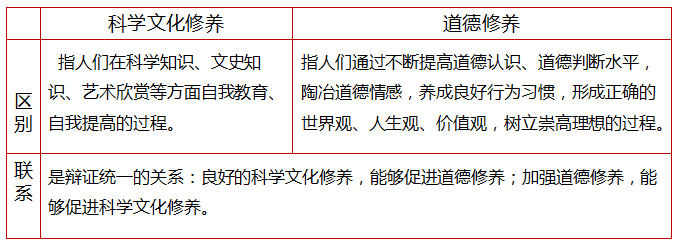 科学文化修养 道德修养
区别
指人们在科学知识、文史知
识、艺术欣赏等方面自我教育、
自我提高的过程。
指人们通过不断提高道德认识、道德判断水平，
陶冶道德情感，养成良好行为习惯，形成正确的
世界观、人生观、价值观，树立崇高理想的过程。
联系
是辩证统一的关系：良好的科学文化修养，能够促进道德修养；加强道德修养，能
够促进科学文化修养。